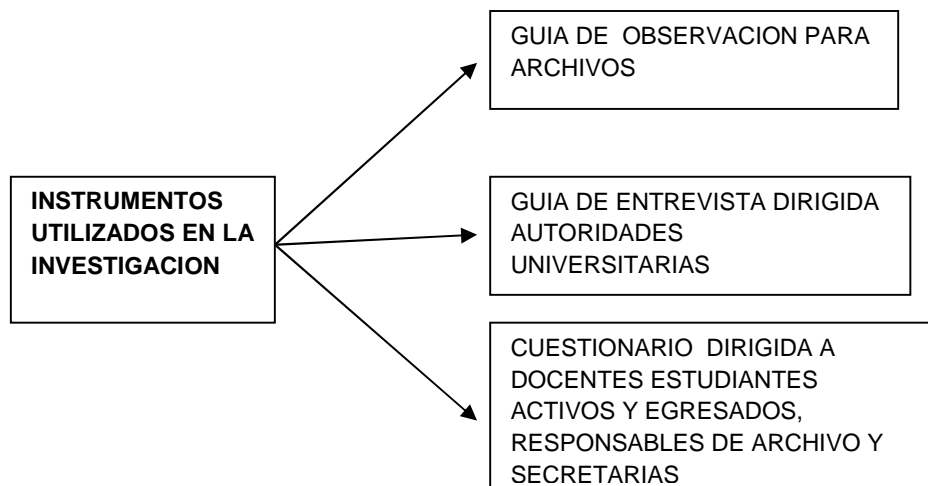 GUIA DE OBSERVACION PARA
ARCHIVOS
INSTRUMENTOS
UTILIZADOS EN LA
INVESTIGACION
GUIA DE ENTREVISTA DIRIGIDA
AUTORIDADES
UNIVERSITARIAS
CUESTIONARIO DIRIGIDA A
DOCENTES ESTUDIANTES
ACTIVOS Y EGRESADOS,
RESPONSABLES DE ARCHIVO Y
SECRETARIAS